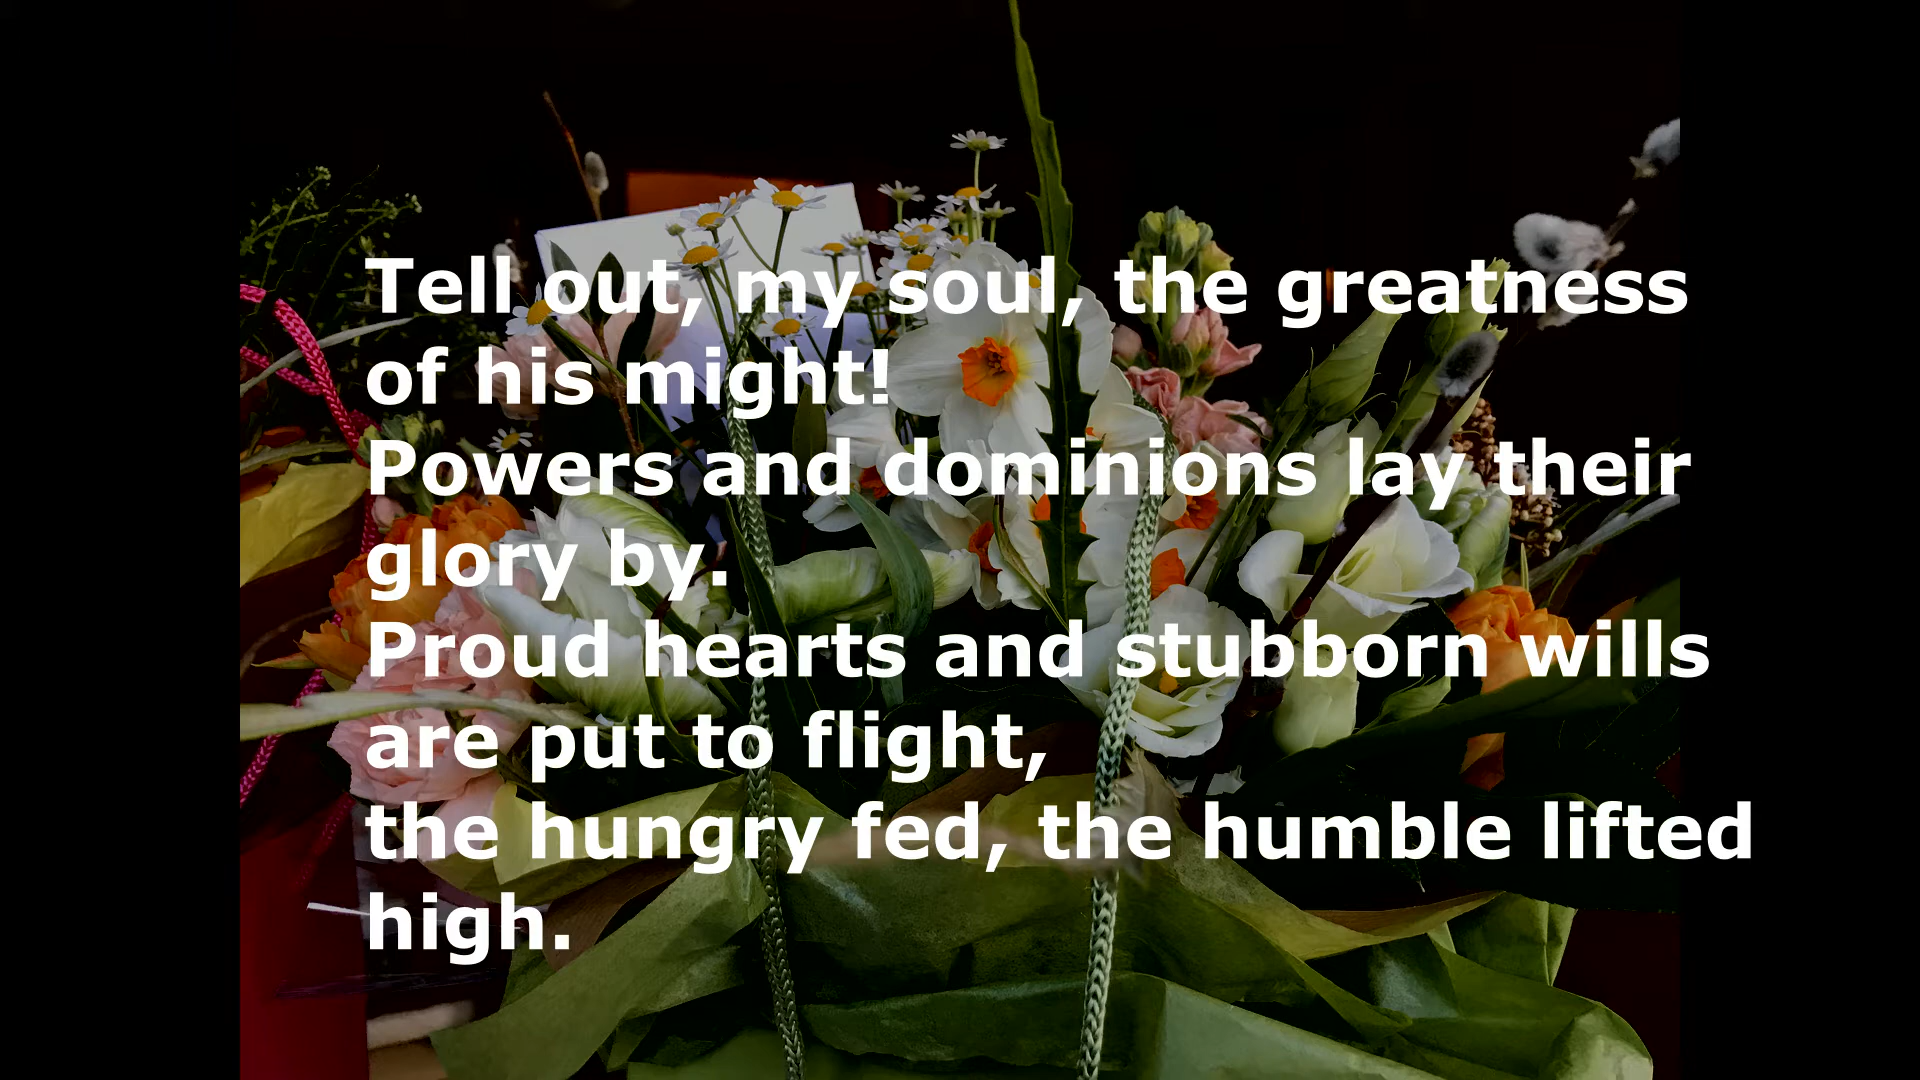 Tell out, my soul, the greatness
of his might!
Powers and dominions lay their
glory by.
Proud hearts and stubborn wills
are put to flight,
the hungry fed, the humble lifted
high.